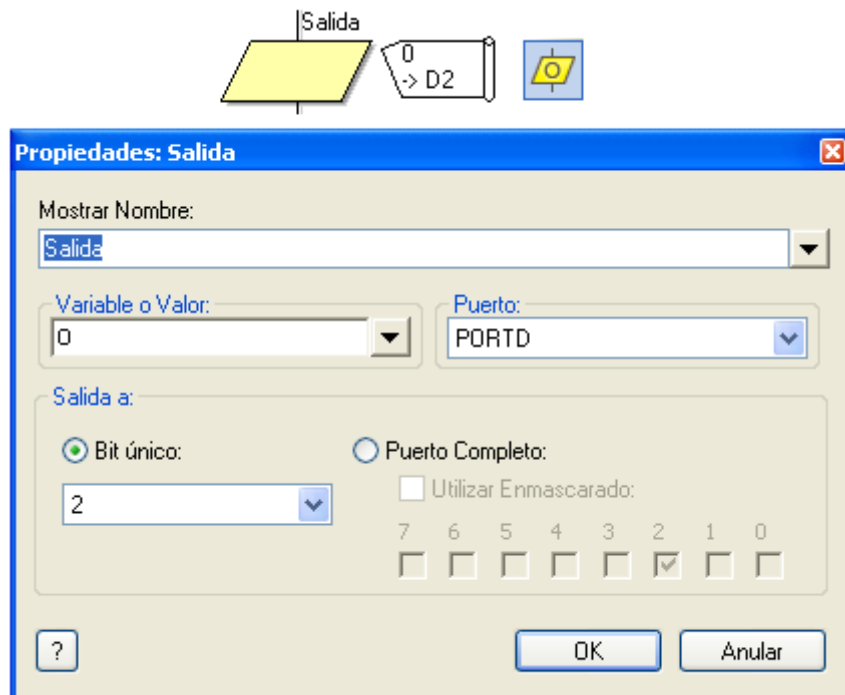 Salida
0
-> D2
O
Propiedades: Salida
Mostrar Nombre:
Salida
Variable o Valor:
Puerto:
0
PORTD
Salida a:
Bit único:
Puerto Completo:
2
Utilizar Enmascarado:
7 6 5 4 3 2 1 0
?
OK
Anular